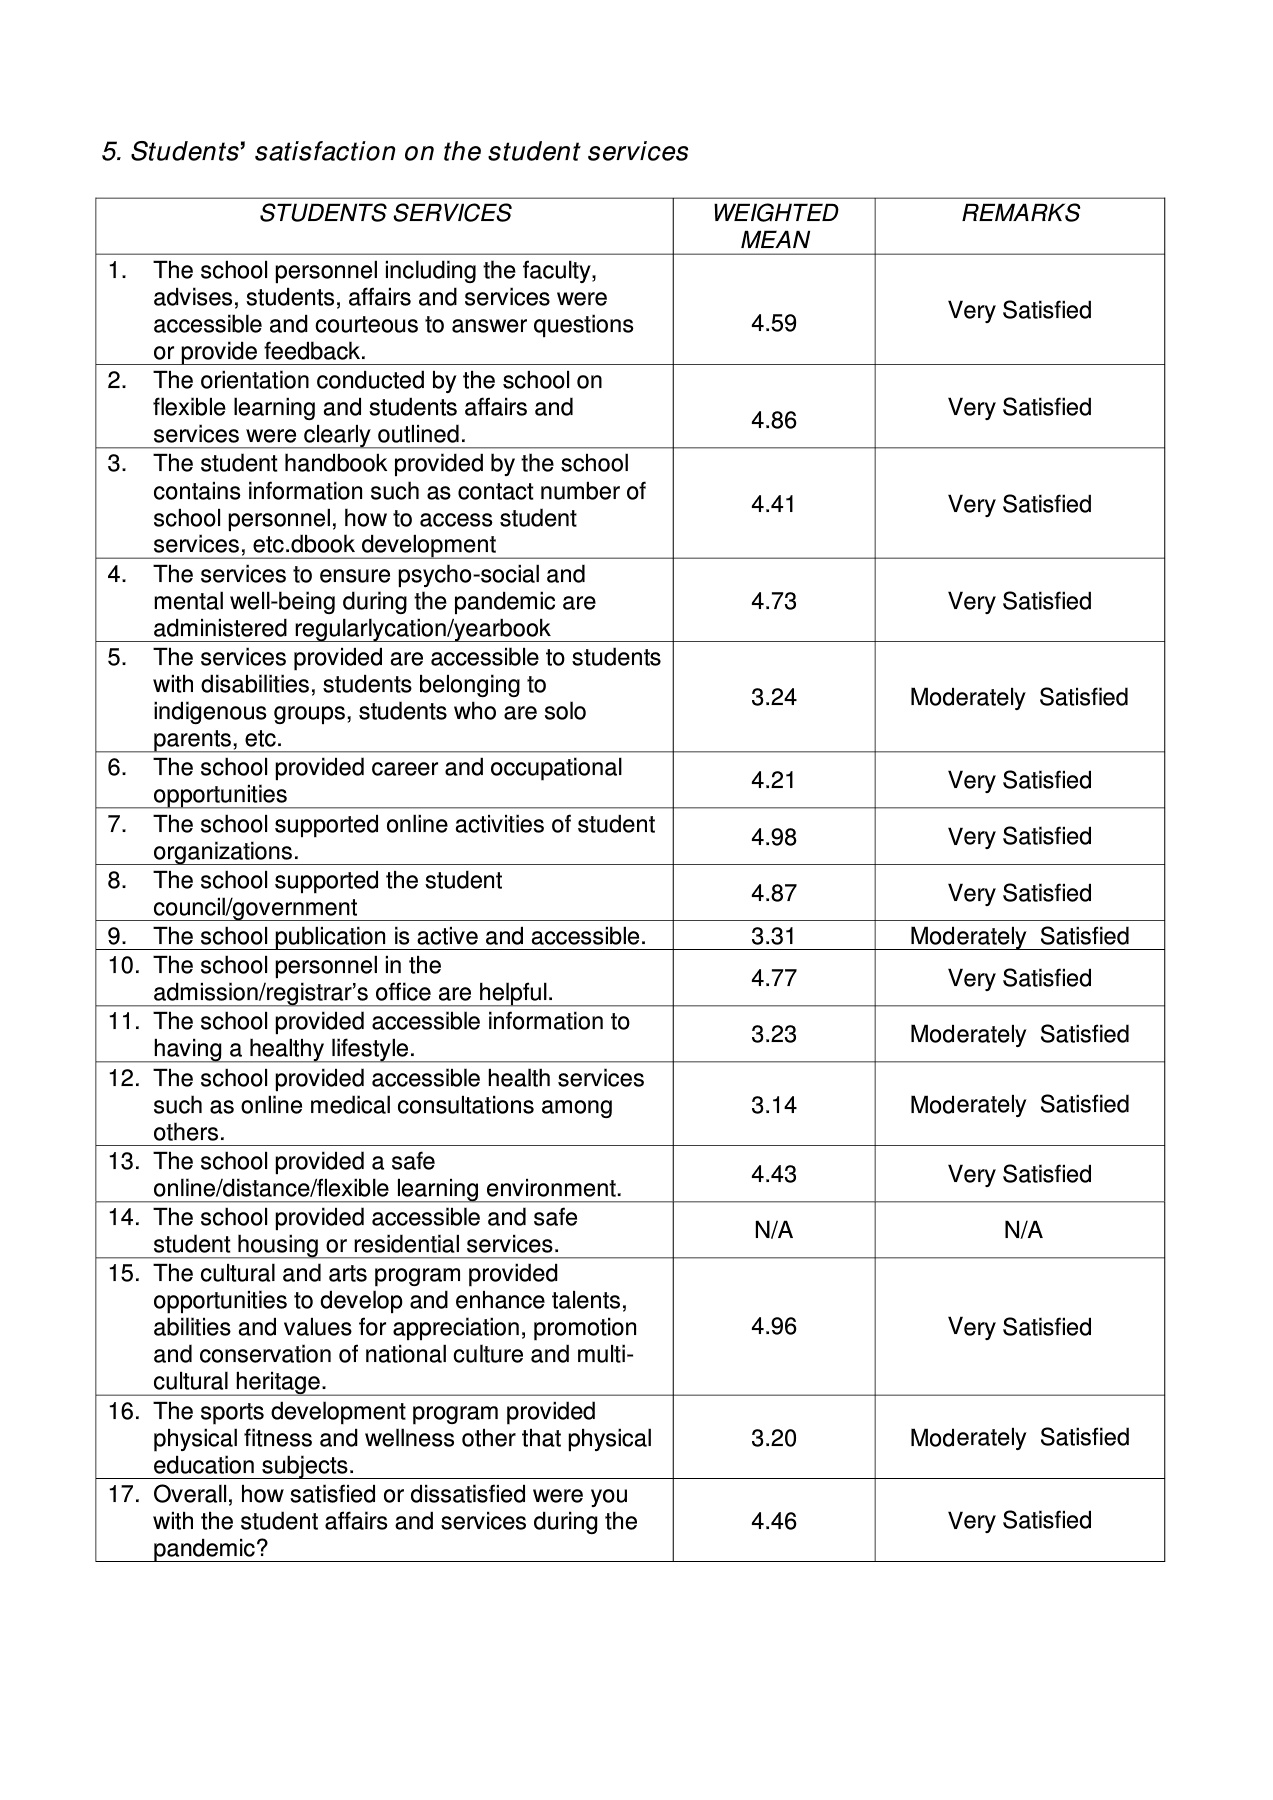 5. Students’ satisfaction on the student services
STUDENTS SERVICES
WEIGHTED
MEAN
REMARKS
1. The school personnel including the faculty,
advises, students, affairs and services were
accessible and courteous to answer questions
or provide feedback.
4.59
Very Satisfied
2. The orientation conducted by the school on
flexible learning and students affairs and
services were clearly outlined.
4.86
Very Satisfied
3. The student handbook provided by the school
contains information such as contact number of
school personnel, how to access student
services, etc.dbook development
4.41
Very Satisfied
4. The services to ensure psycho-social and
mental well-being during the pandemic are
administered regularlycation/yearbook
4.73
Very Satisfied
5. The services provided are accessible to students
with disabilities, students belonging to
indigenous groups, students who are solo
parents, etc.
3.24
Moderately Satisfied
6. The school provided career and occupational
opportunities
4.21
Very Satisfied
7. The school supported online activities of student
organizations.
4.98
Very Satisfied
8. The school supported the student
council/government
4.87
Very Satisfied
9. The school publication is active and accessible.
3.31
Moderately Satisfied
10. The school personnel in the
admission/registrar’s office are helpful.
4.77
Very Satisfied
11. The school provided accessible information to
having a healthy lifestyle.
3.23
Moderately Satisfied
12. The school provided accessible health services
such as online medical consultations among
others.
3.14
Moderately Satisfied
13. The school provided a safe
online/distance/flexible learning environment.
4.43
Very Satisfied
14. The school provided accessible and safe
student housing or residential services.
N/A
N/A
15. The cultural and arts program provided
opportunities to develop and enhance talents,
abilities and values for appreciation, promotion
and conservation of national culture and multi-
cultural heritage.
4.96
Very Satisfied
16. The sports development program provided
physical fitness and wellness other that physical
education subjects.
3.20
Moderately Satisfied
17. Overall, how satisfied or dissatisfied were you
with the student affairs and services during the
pandemic?
4.46
Very Satisfied